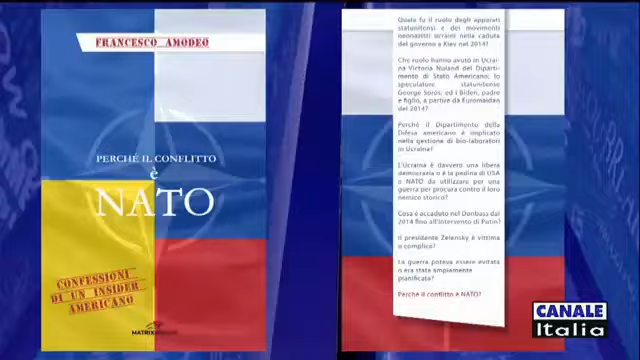 FRANCESCO AMODEO
PERCHÉ IL CONFLITTO
è
NATO
CONFESSIONI
DI UN INSIDER
AMERICANO
Quale fu il ruolo degli apparati
statunitensi e dei movimenti
neonazisti ucraini nella caduta
del governo a Kiev nel 2014?
Che ruolo hanno avuto in Ucrai-
na Victoria Nuland del Diparti-
mento di Stato Americano, lo
speculatore statunitense
George Soros, ed i Biden, padre
e figlio, a partire da Euromaidan
del 2014?
Perché il Dipartimento della
Difesa americano è implicato
nella gestione di bio-laboratori
in Ucraina?
L'Ucraina è davvero una libera
democrazia o è la pedina di USA
e NATO da utilizzare per una
guerra per procura contro il loro
nemico storico?
Cosa è accaduto nel Donbass dal
2014 fino all'intervento di Putin?
Il presidente Zelensky è vittima
o complice?
La guerra poteva essere evitata
o era stata ampiamente
pianificata?
Perché il conflitto è NATO?
CANALE
Italia